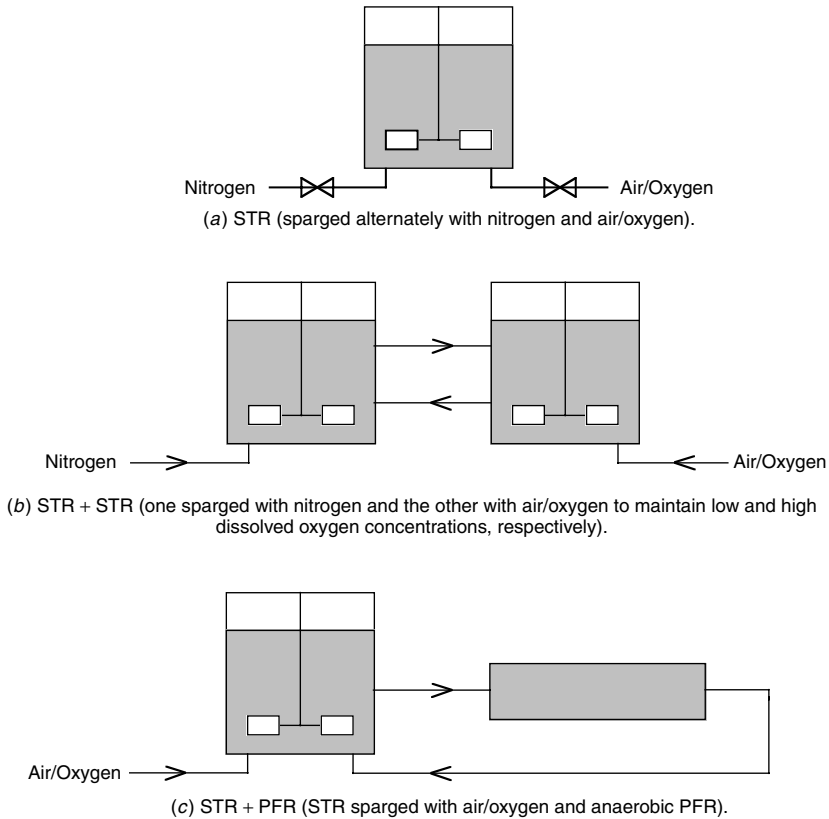 Nitrogen Air/Oxygen
(a) STR (sparged alternately with nitrogen and air/oxygen).
Nitrogen Air/Oxygen
(b) STR + STR (one sparged with nitrogen and the other with air/oxygen to maintain low and high
dissolved oxygen concentrations, respectively).
Air/Oxygen
(c) STR + PFR (STR sparged with air/oxygen and anaerobic PFR).